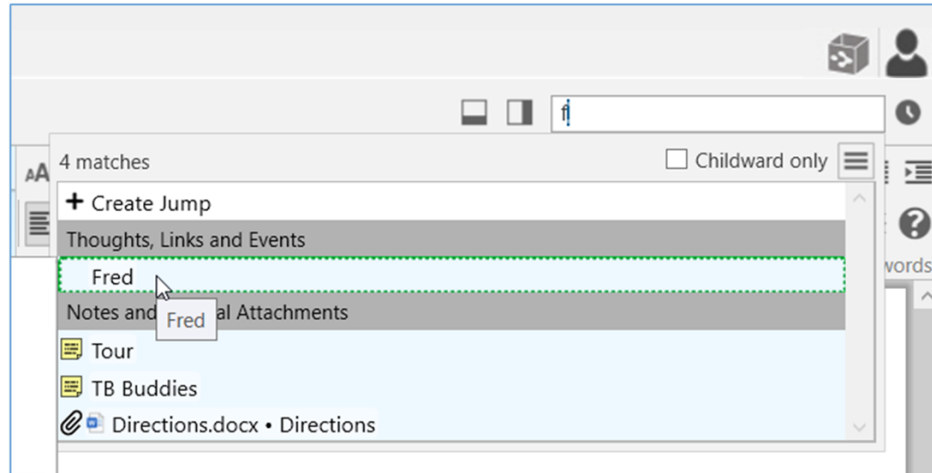 f
4 matches
Childward only
AA
+ Create Jump
Thoughts, Links and Events
Fred
words
Notes and al Attachments
Fred
Tour
TB Buddies
Directions.docx • Directions